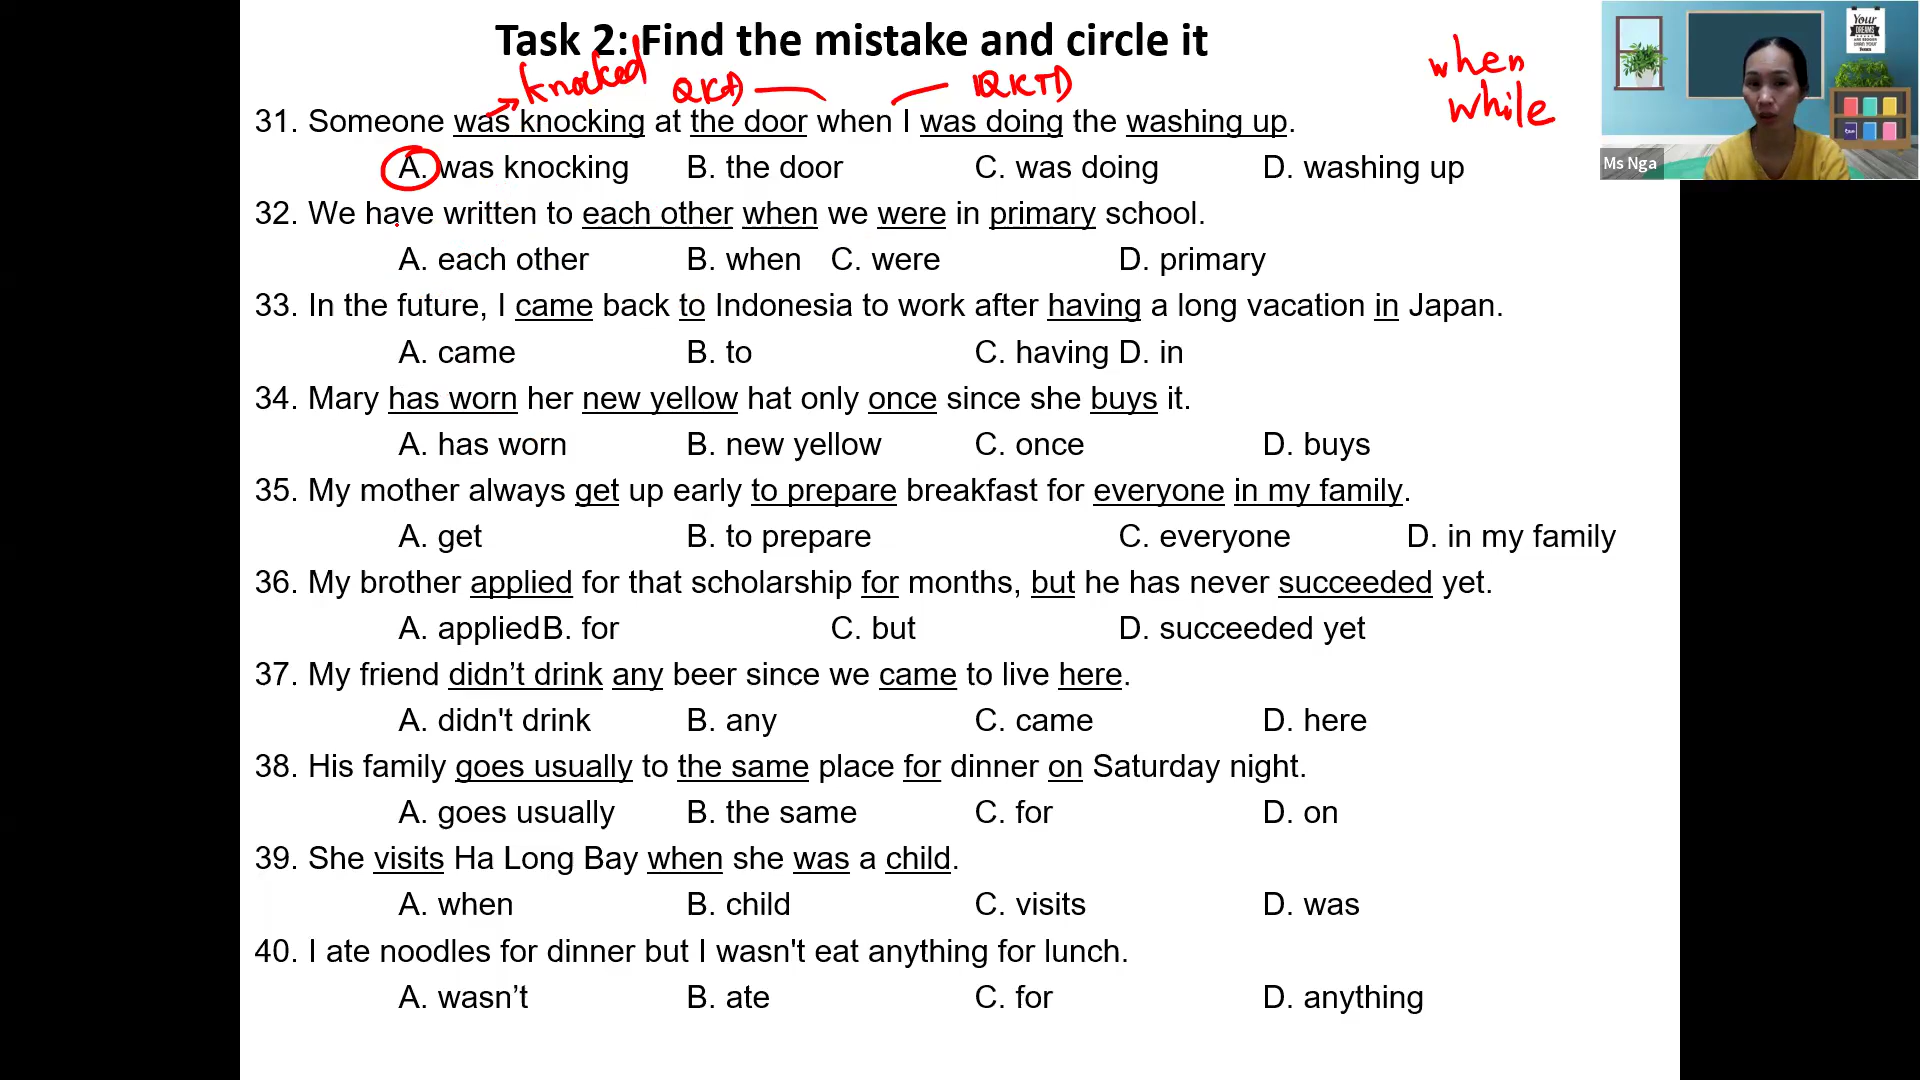 Task 2: Find the mistake and circle it
knocked QKĐ QKTD
when
while
31. Someone was knocking at the door when I was doing the washing up.
A. was knocking B. the door C. was doing D. washing up
32. We have written to each other when we were in primary school.
A. each other B. when C. were D. primary
33. In the future, I came back to Indonesia to work after having a long vacation in Japan.
A. came B. to C. having D. in
34. Mary has worn her new yellow hat only once since she buys it.
A. has worn B. new yellow C. once D. buys
35. My mother always get up early to prepare breakfast for everyone in my family.
A. get B. to prepare C. everyone D. in my family
36. My brother applied for that scholarship for months, but he has never succeeded yet.
A. applied B. for C. but D. succeeded yet
37. My friend didn’t drink any beer since we came to live here.
A. didn't drink B. any C. came D. here
38. His family goes usually to the same place for dinner on Saturday night.
A. goes usually B. the same C. for D. on
39. She visits Ha Long Bay when she was a child.
A. when B. child C. visits D. was
40. I ate noodles for dinner but I wasn't eat anything for lunch.
A. wasn’t B. ate C. for D. anything
Your
DREAMS
Ms Nga